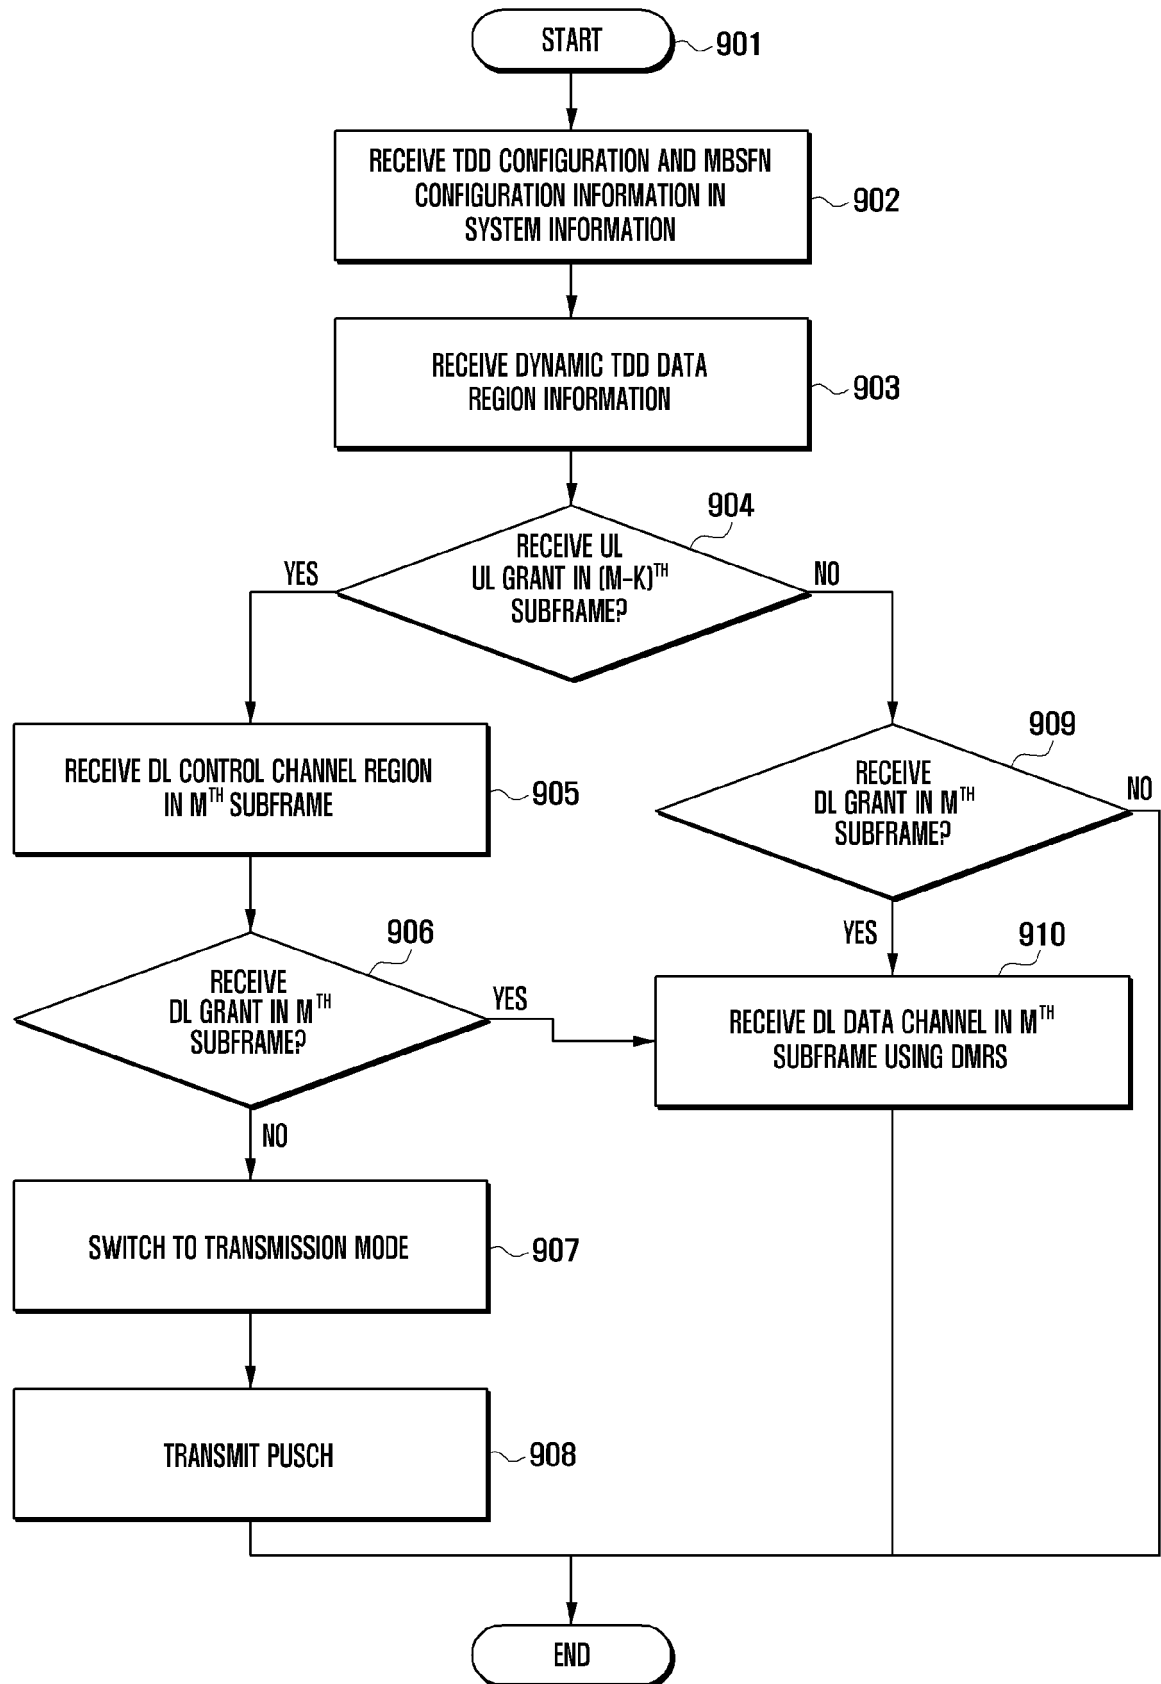 START
901
RECEIVE TDD CONFIGURATION AND MBSFN
CONFIGURATION INFORMATION IN
SYSTEM INFORMATION
902
RECEIVE DYNAMIC TDD DATA
REGION INFORMATION
903
904
RECEIVE UL
UL GRANT IN (M-K)TH
SUBFRAME?
YES
NO
RECEIVE DL CONTROL CHANNEL REGION
IN MTH SUBFRAME
905
909
RECEIVE
DL GRANT IN MTH
SUBFRAME?
NO
YES
906
RECEIVE
DL GRANT IN MTH
SUBFRAME?
YES
NO
910
RECEIVE DL DATA CHANNEL IN MTH
SUBFRAME USING DMRS
SWITCH TO TRANSMISSION MODE
907
TRANSMIT PUSCH
908
END